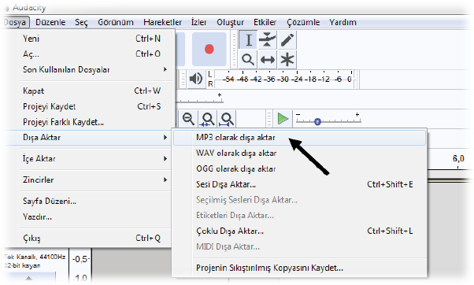 Audacity
Dosya Düzenle Seç Görünüm Hareketler İzler Oluştur Etkiler Çözümle Yardım
Yeni Ctrl+N
Aç... Ctrl+O
Son Kullanılan Dosyalar
Kapat Ctrl+W
Projeyi Kaydet Ctrl+S
Projeyi Farklı Kaydet...
Dışa Aktar
İçe Aktar
Zincirler
Sayfa Düzeni...
Yazdır...
Çıkış Ctrl+Q
L
R
-54 -48 -42 -36 -30 -24 -18 -12 -6 0
MP3 olarak dışa aktar
WAV olarak dışa aktar
OGG olarak dışa aktar
Sesi Dışa Aktar... Ctrl+Shift+E
Seçilmiş Sesleri Dışa Aktar...
Etiketleri Dışa Aktar...
Çoklu Dışa Aktar... Ctrl+Shift+L
MIDI Dışa Aktar...
Projenin Sıkıştırılmış Kopyasını Kaydet...
6,0
Tek Kanallı, 44100Hz
32-bit kayan
-0,5-
-1,0